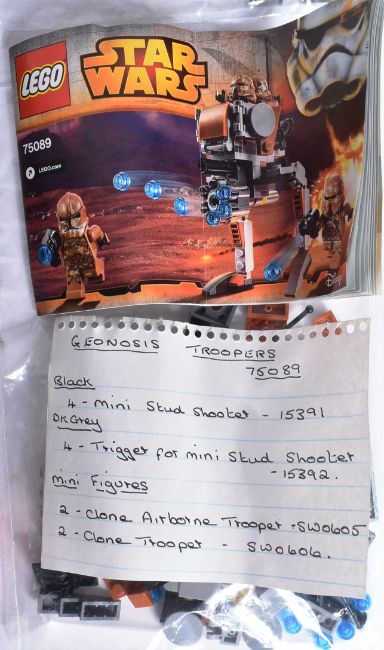 LEGO
STAR
WARS
75089
LEGO.com
Disney
GEONOSIS TROOPERS
75089
Black
4 - Mini Stud Shooter - 15391
DK Grey
4 - Trigger for mini Stud Shooter
- 15392.
Mini Figures
2 - Clone Airborne Trooper - SW0605
2 - Clone Trooper - SW0606.